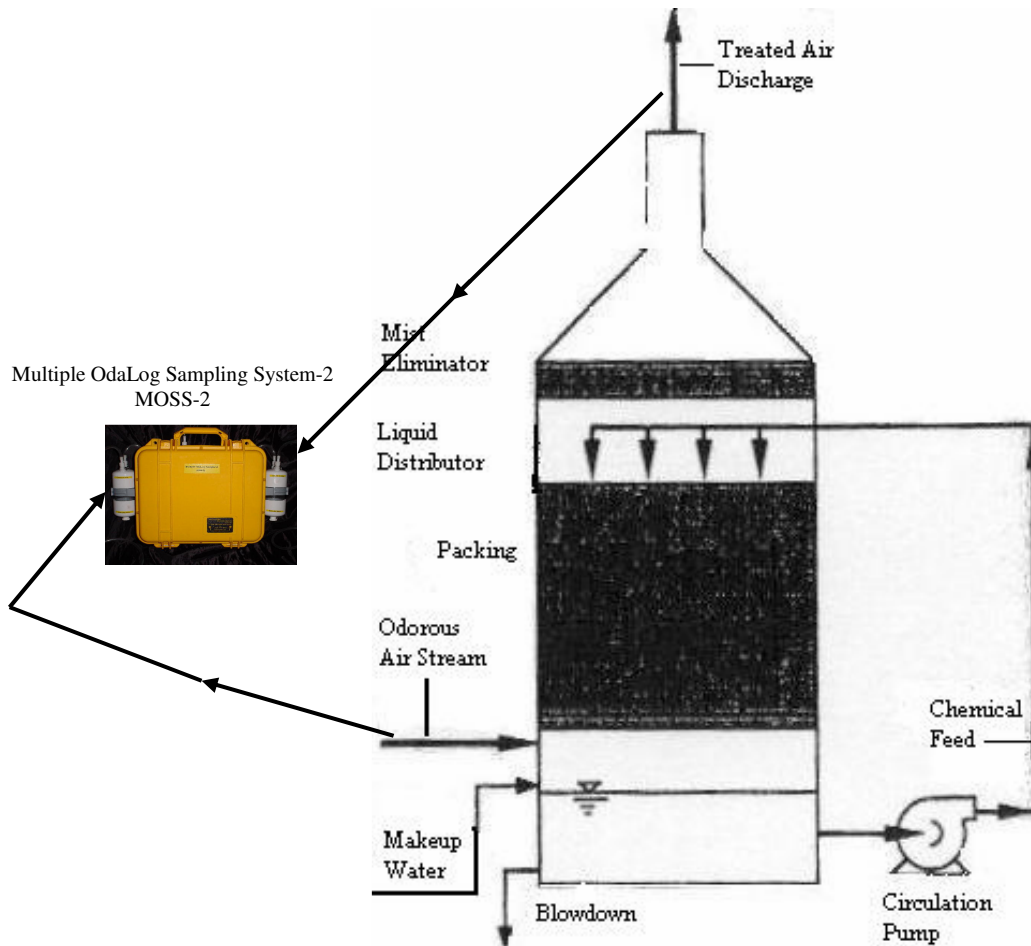 Treated Air
Discharge
Mist
Eliminator
Multiple OdaLog Sampling System-2
MOSS-2
Liquid
Distributor
Packing
Odorous
Air Stream
Chemical
Feed
Makeup
Water
Blowdown
Circulation
Pump